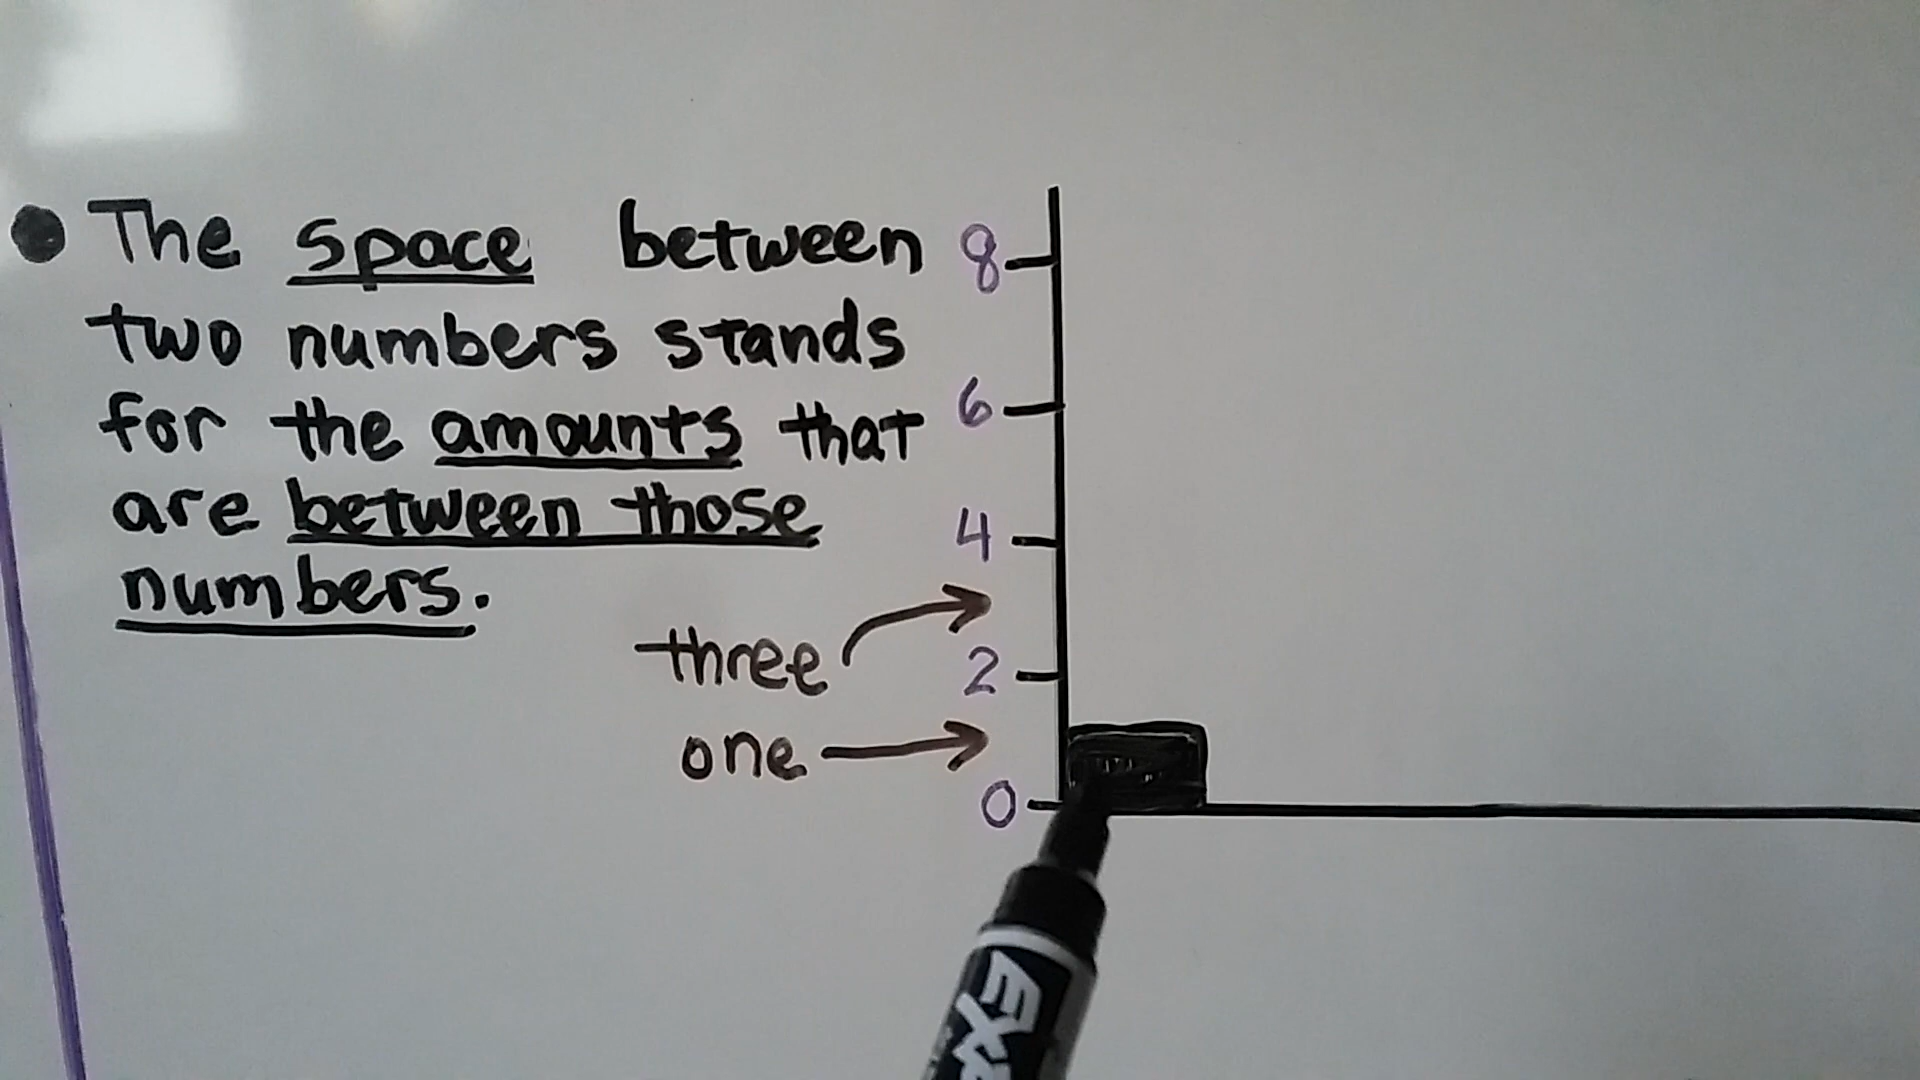 ● The space between
two numbers stands
for the amounts that
are between those
numbers.
8
6
4
three
2
one
0